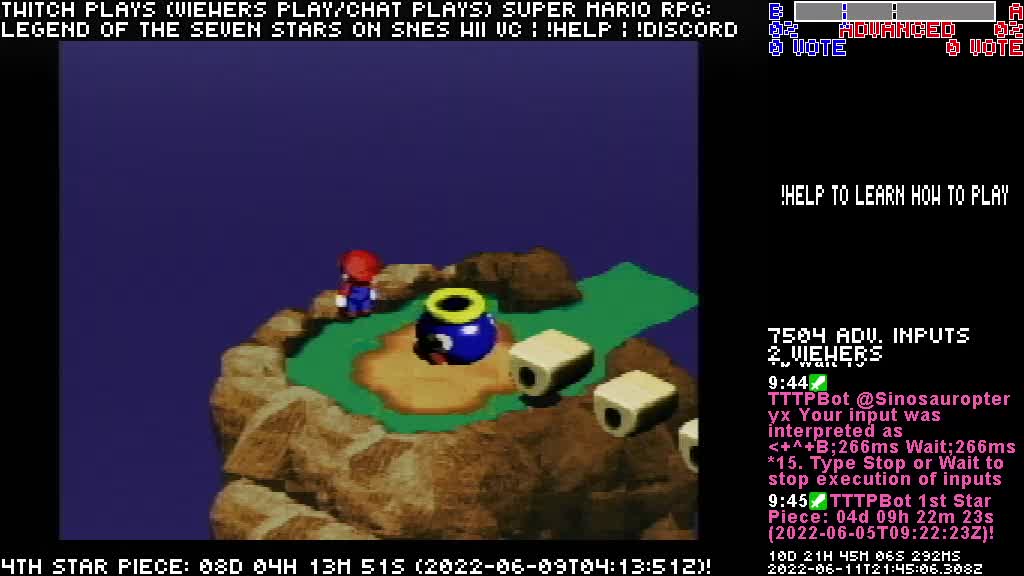 TWITCH PLAYS (VIEWERS PLAY/CHAT PLAYS) SUPER MARIO RPG:
LEGEND OF THE SEVEN STARS ON SNES WII VC ¦ !HELP ¦ !DISCORD
B A
0% ADVANCED 0%
0 VOTE 0 VOTE
!HELP TO LEARN HOW TO PLAY
7504 ADV. INPUTS
2 VIEWERS
9:44
TTTPBot @Sinosauropter
yx Your input was
interpreted as
<+^+B;266ms Wait;266ms
*15. Type Stop or Wait to
stop execution of inputs
9:45 TTTPBot 1st Star
Piece: 04d 09h 22m 23s
(2022-06-05T09:22:23Z)!
10D 21H 45M 06S 292MS
2022-06-11T21:45:06.308Z
4TH STAR PIECE: 08D 04H 13M 51S (2022-06-09T04:13:51Z)!